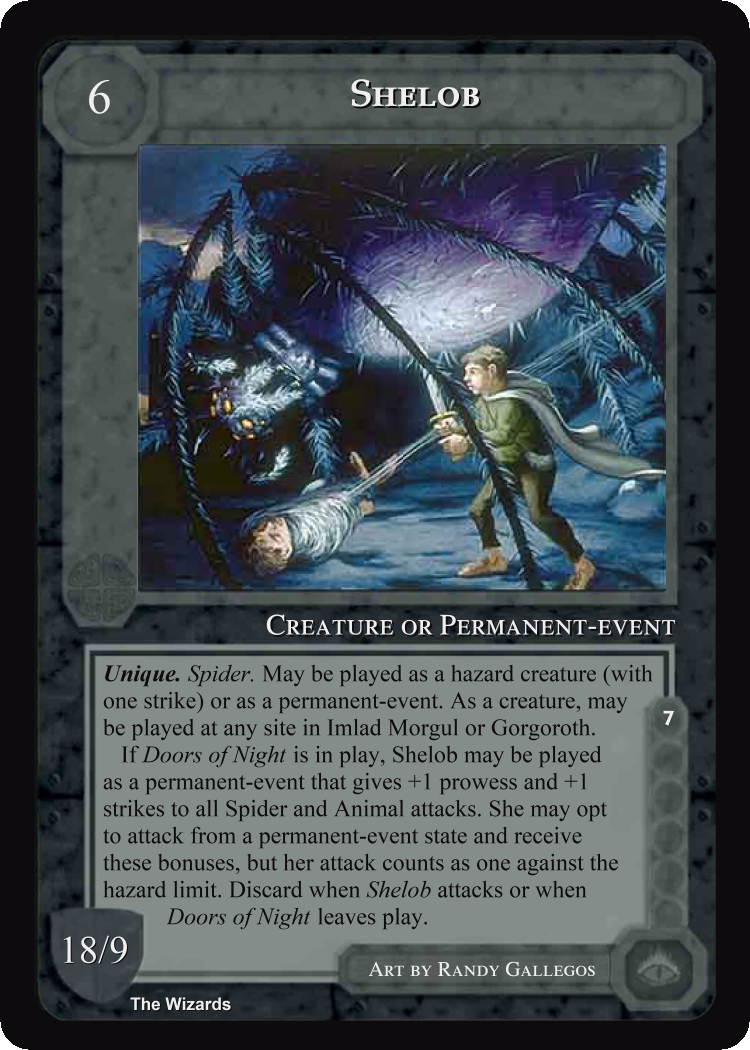 6
Shelob
Creature or Permanent-event
Unique. Spider. May be played as a hazard creature (with
one strike) or as a permanent-event. As a creature, may
be played at any site in Imlad Morgul or Gorgoroth.
If Doors of Night is in play, Shelob may be played
as a permanent-event that gives +1 prowess and +1
strikes to all Spider and Animal attacks. She may opt
to attack from a permanent-event state and receive
these bonuses, but her attack counts as one against the
hazard limit. Discard when Shelob attacks or when
Doors of Night leaves play.
7
18/9
Art by Randy Gallegos
The Wizards